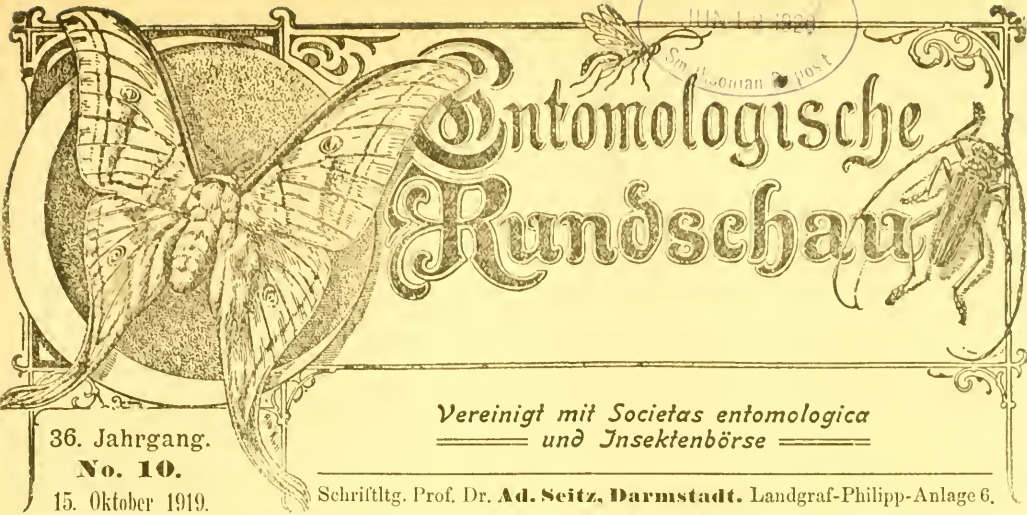 Entomologische
Rundschau
Vereinigt mit Societas entomologica
und Insektenbörse
36. Jahrgang.
No. 10.
15. Oktober 1919.
Schriftltg. Prof. Dr. Ad. Seitz, Darmstadt. Landgraf-Philipp-Anlage 6.